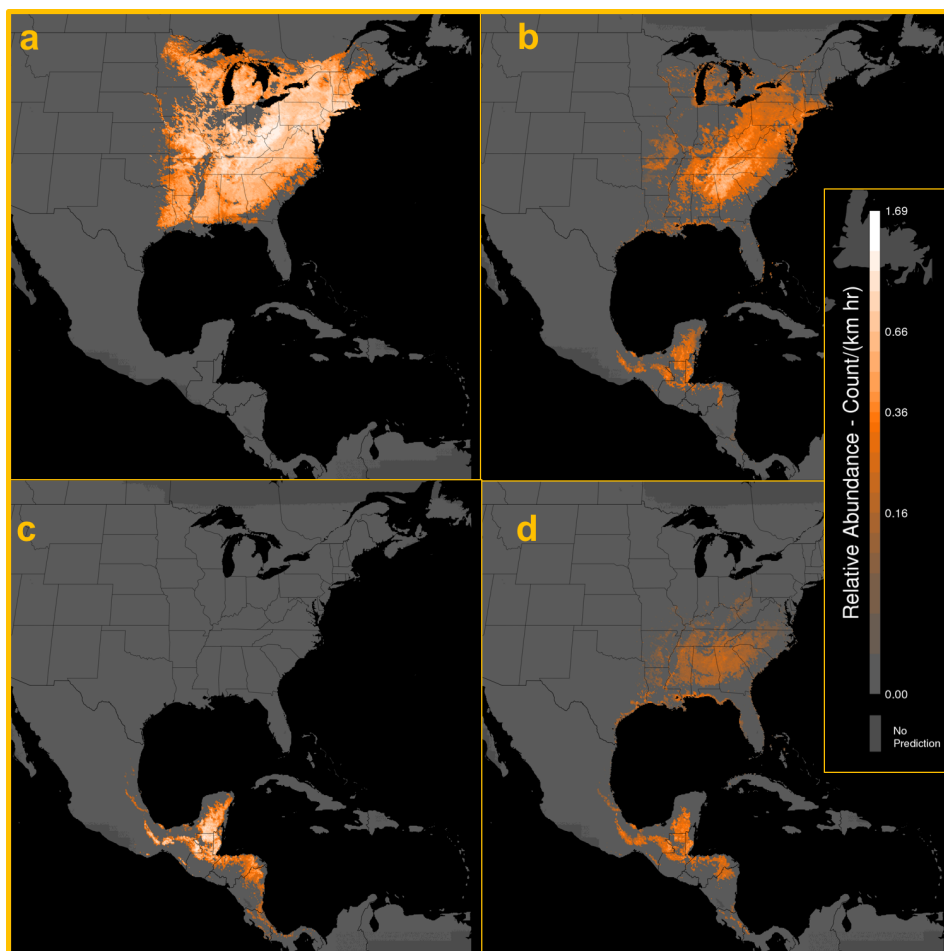 a
b
1.69
0.66
0.36
0.16
0.00
Relative Abundance - Count/(km hr)
No
Prediction
c
d